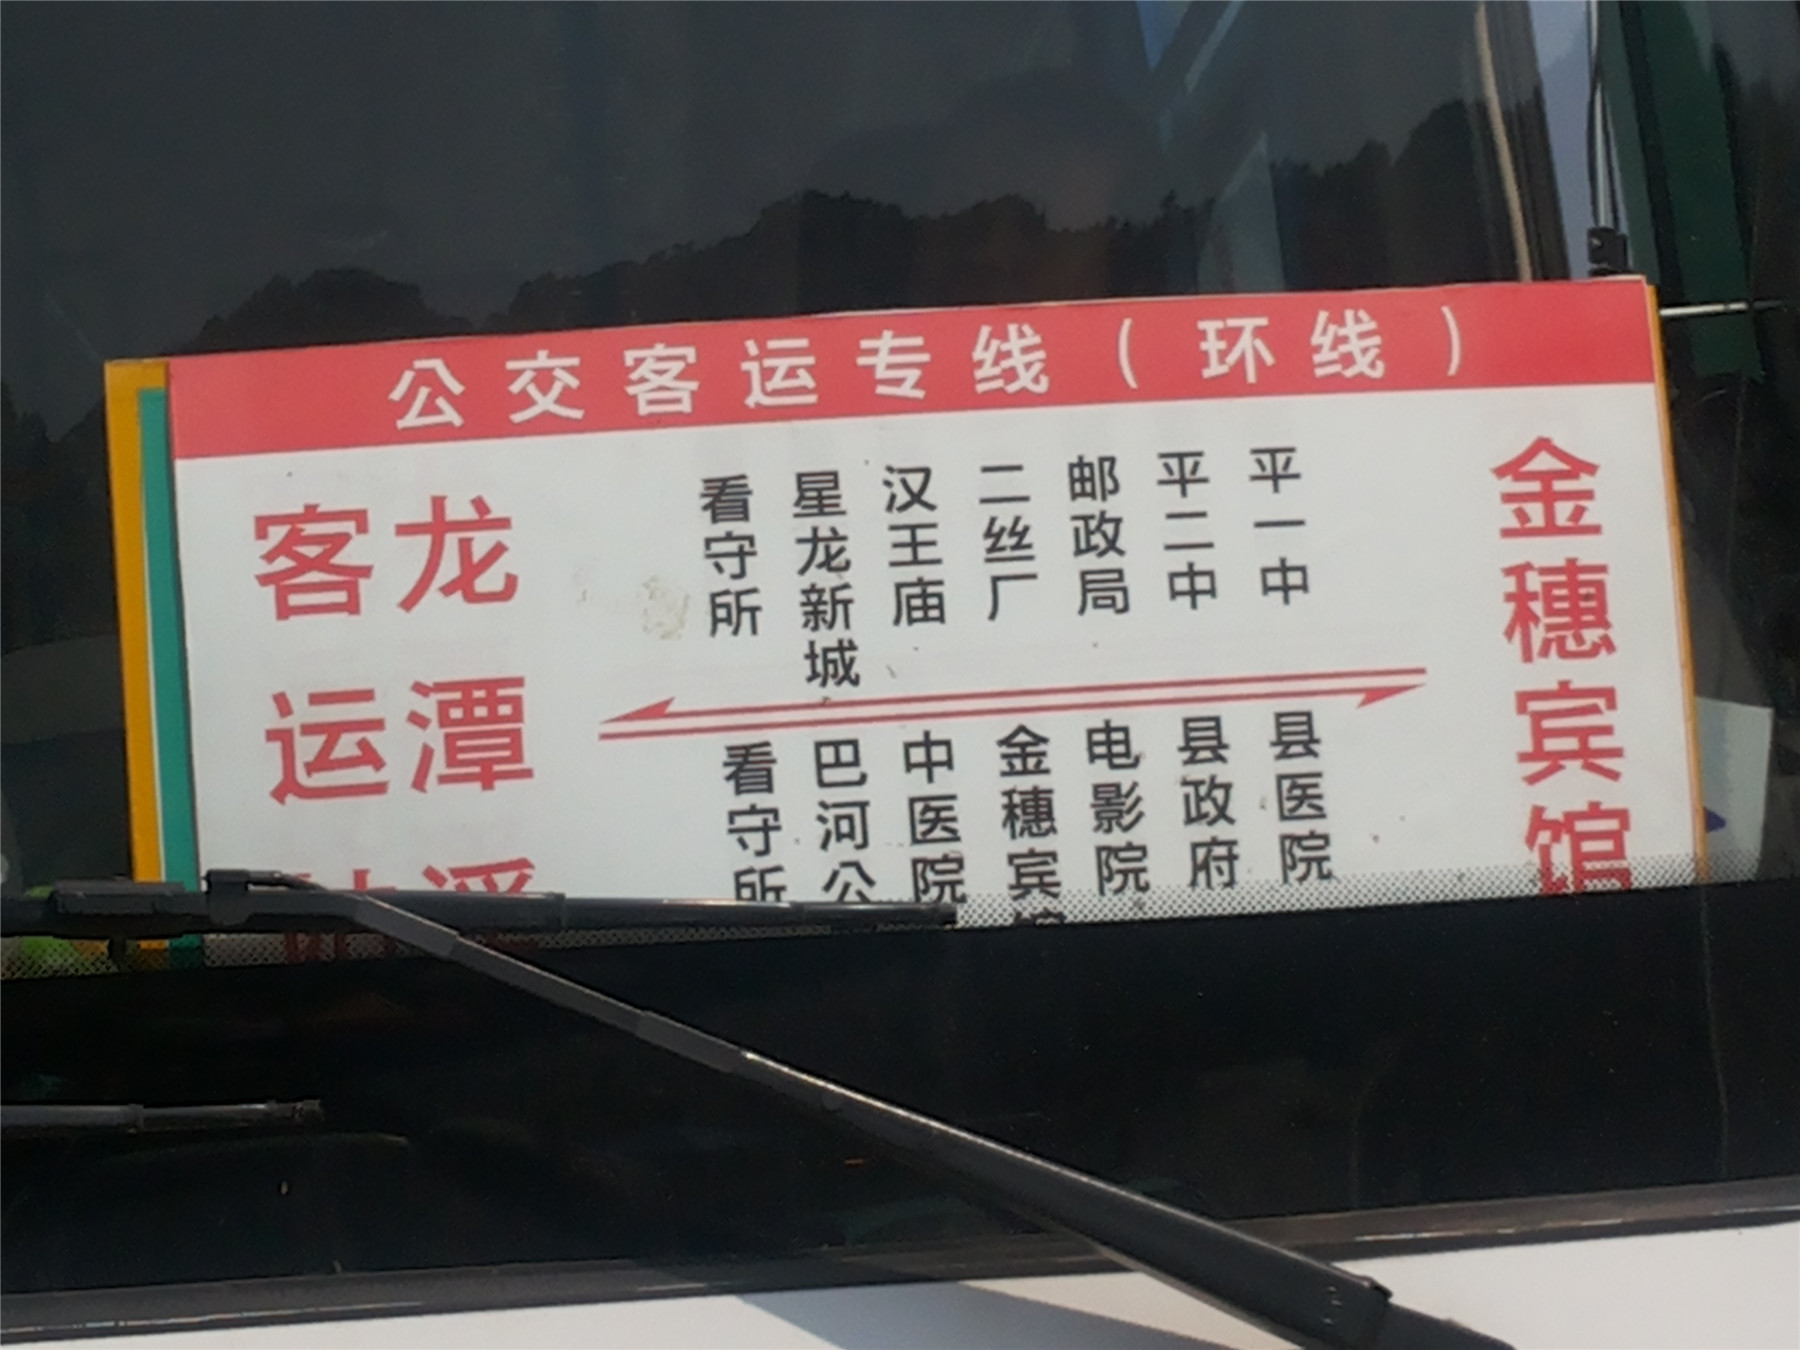 公交客运专线（环线）
龙潭
客运
看守所
星龙新城
汉王庙
二丝厂
邮政局
平二中
平一中
看守所
巴河公
中医院
金穗宾馆
电影院
县政府
县医院
金穗宾馆